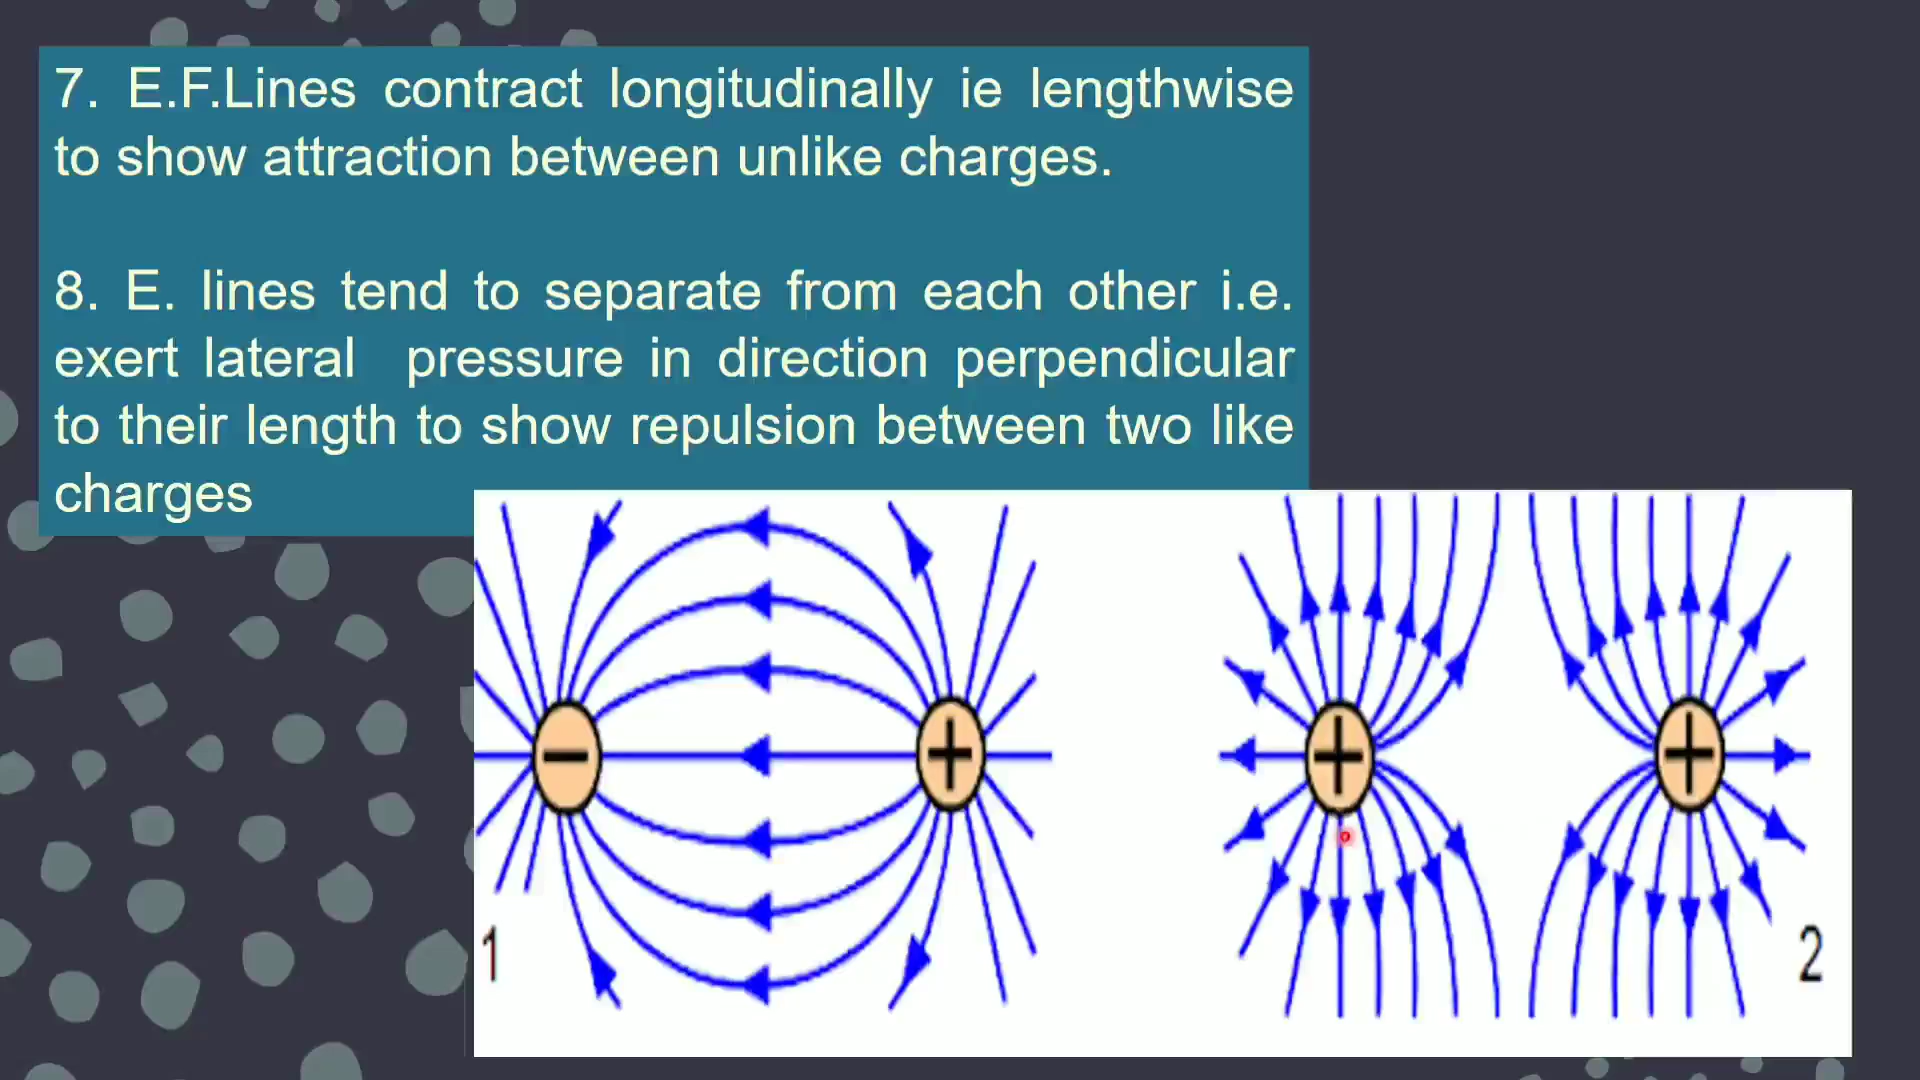 7. E.F.Lines contract longitudinally ie lengthwise
to show attraction between unlike charges.
8. E. lines tend to separate from each other i.e.
exert lateral pressure in direction perpendicular
to their length to show repulsion between two like
charges
− + + +
1 2